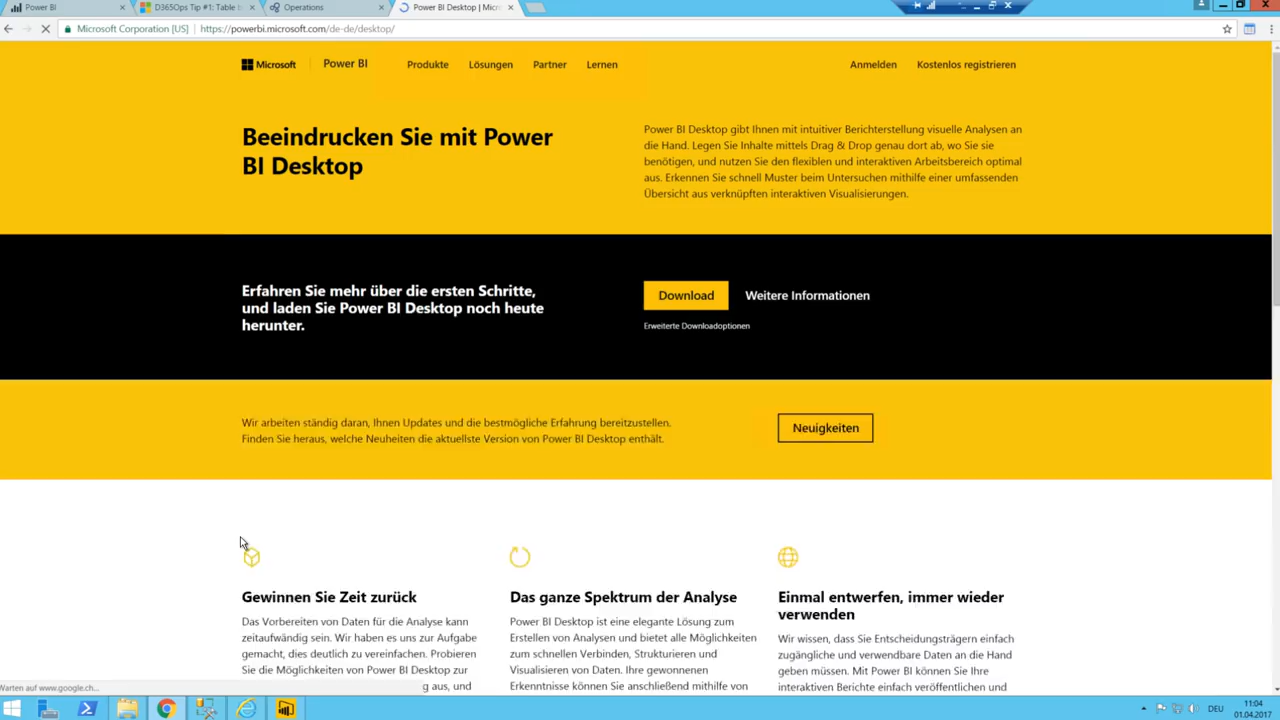 Power BI
D365Ops Tip #1: Table b
Operations
Power BI Desktop | Micr
Microsoft Corporation [US]
https://powerbi.microsoft.com/de-de/desktop/
Microsoft
Power BI
Produkte
Lösungen
Partner
Lernen
Anmelden
Kostenlos registrieren
Beeindrucken Sie mit Power
BI Desktop
Power BI Desktop gibt Ihnen mit intuitiver Berichterstellung visuelle Analysen an
die Hand. Legen Sie Inhalte mittels Drag & Drop genau dort ab, wo Sie sie
benötigen, und nutzen Sie den flexiblen und interaktiven Arbeitsbereich optimal
aus. Erkennen Sie schnell Muster beim Untersuchen mithilfe einer umfassenden
Übersicht aus verknüpften interaktiven Visualisierungen.
Erfahren Sie mehr über die ersten Schritte,
und laden Sie Power BI Desktop noch heute
herunter.
Download
Weitere Informationen
Erweiterte Downloadoptionen
Wir arbeiten ständig daran, Ihnen Updates und die bestmögliche Erfahrung bereitzustellen.
Finden Sie heraus, welche Neuheiten die aktuellste Version von Power BI Desktop enthält.
Neuigkeiten
Gewinnen Sie Zeit zurück
Das Vorbereiten von Daten für die Analyse kann
zeitaufwändig sein. Wir haben es uns zur Aufgabe
gemacht, dies deutlich zu vereinfachen. Probieren
Sie die Möglichkeiten von Power BI Desktop zur
g aus, und
Das ganze Spektrum der Analyse
Power BI Desktop ist eine elegante Lösung zum
Erstellen von Analysen und bietet alle Möglichkeiten
zum schnellen Verbinden, Strukturieren und
Visualisieren von Daten. Ihre gewonnenen
Erkenntnisse können Sie anschließend mithilfe von
Einmal entwerfen, immer wieder
verwenden
Wir wissen, dass Sie Entscheidungsträgern einfach
zugängliche und verwendbare Daten an die Hand
geben müssen. Mit Power BI können Sie Ihre
interaktiven Berichte einfach veröffentlichen und
Warten auf www.google.ch...
DEU
11:04
01.04.2017